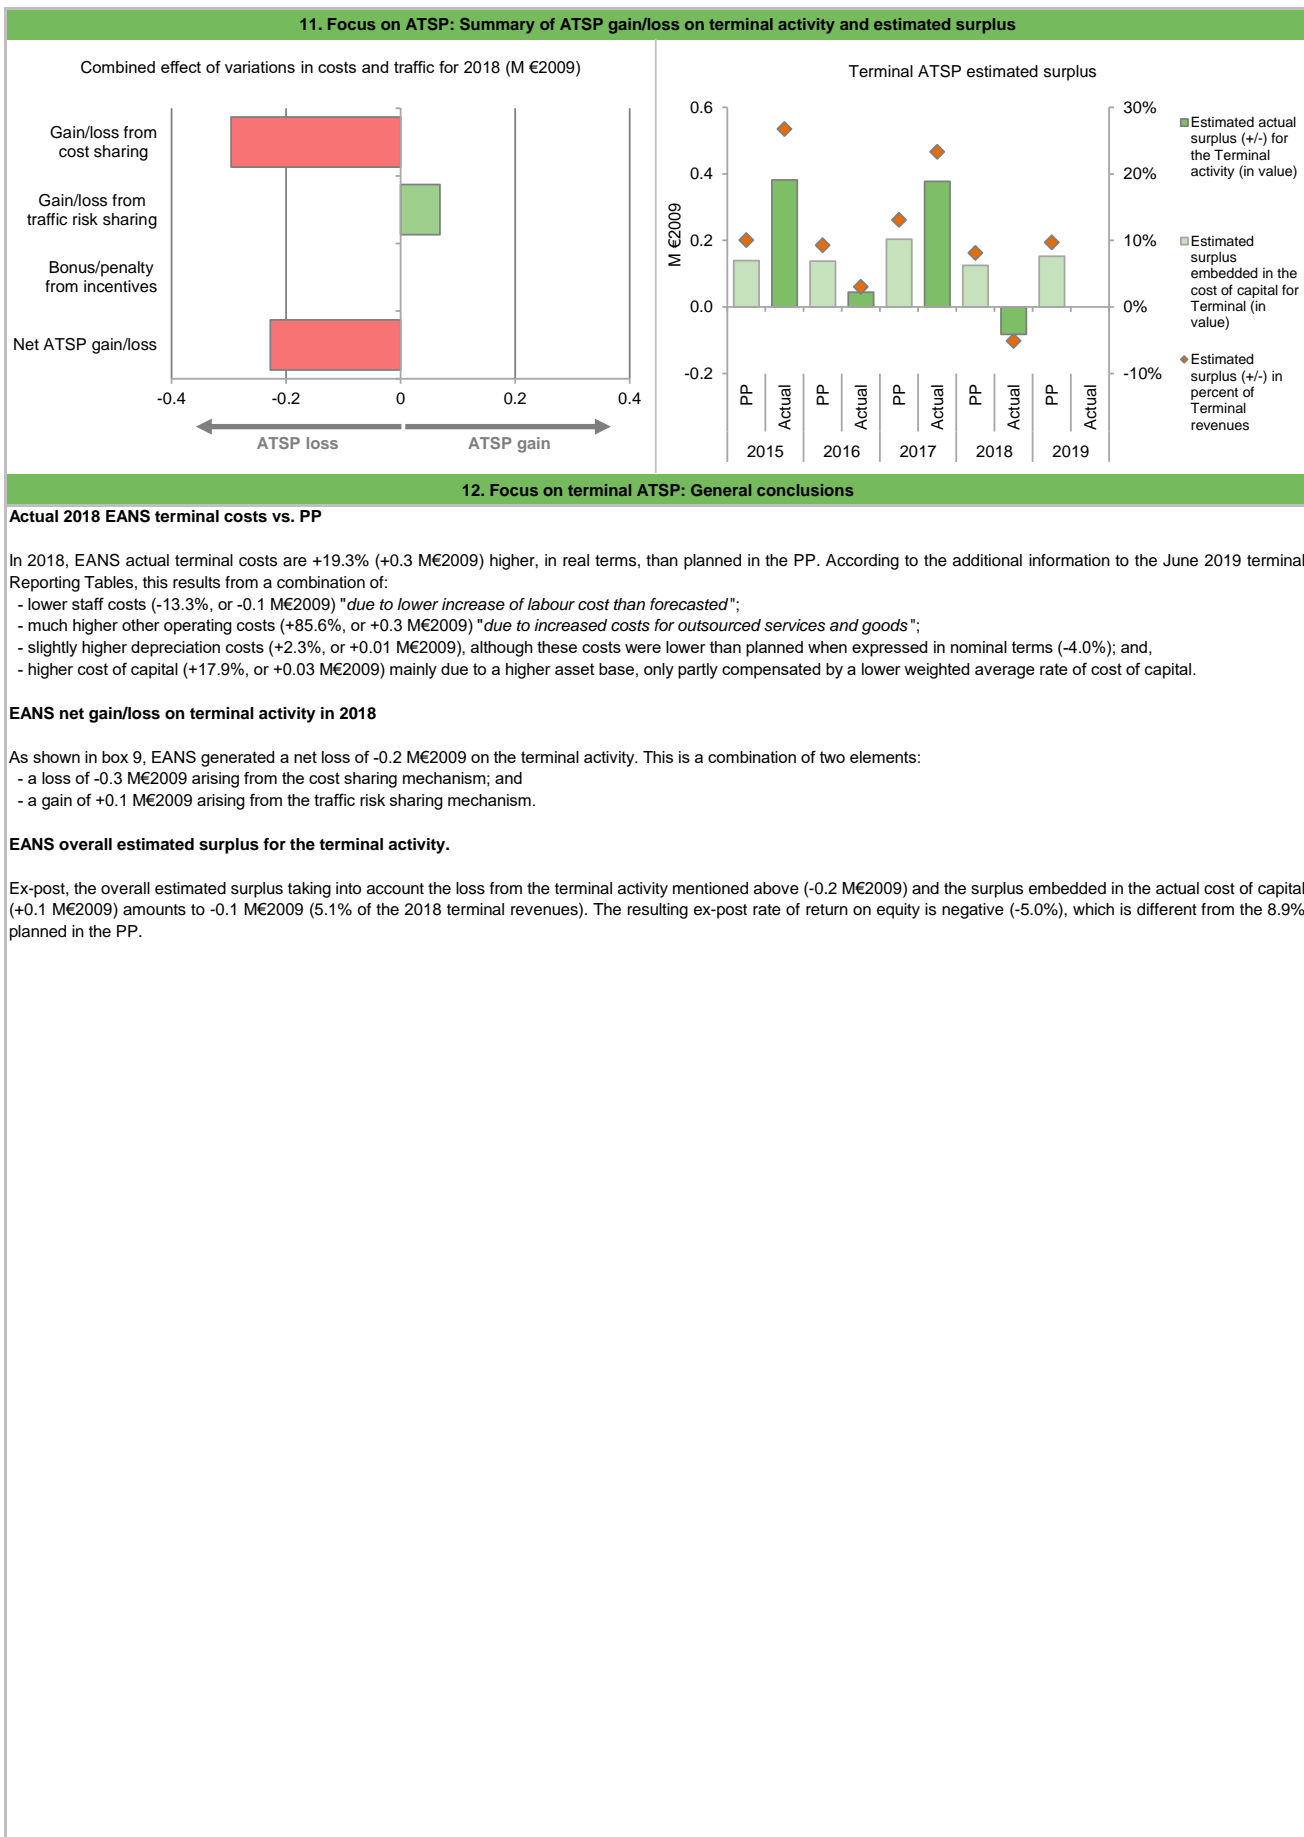 11. Focus on ATSP: Summary of ATSP gain/loss on terminal activity and estimated surplus
Combined effect of variations in costs and traffic for 2018 (M €2009)
Gain/loss from
cost sharing
Gain/loss from
traffic risk sharing
Bonus/penalty
from incentives
Net ATSP gain/loss
-0.4 -0.2 0 0.2 0.4
ATSP loss ATSP gain
Terminal ATSP estimated surplus
M €2009
0.6
0.4
0.2
0.0
-0.2
30%
20%
10%
0%
-10%
PP Actual PP Actual PP Actual PP Actual PP Actual
2015 2016 2017 2018 2019
Estimated actual
surplus (+/-) for
the Terminal
activity (in value)
Estimated
surplus
embedded in the
cost of capital for
Terminal (in
value)
Estimated
surplus (+/-) in
percent of
Terminal
revenues
12. Focus on terminal ATSP: General conclusions
Actual 2018 EANS terminal costs vs. PP
In 2018, EANS actual terminal costs are +19.3% (+0.3 M€2009) higher, in real terms, than planned in the PP. According to the additional information to the June 2019 terminal
Reporting Tables, this results from a combination of:
- lower staff costs (-13.3%, or -0.1 M€2009) "due to lower increase of labour cost than forecasted";
- much higher other operating costs (+85.6%, or +0.3 M€2009) "due to increased costs for outsourced services and goods";
- slightly higher depreciation costs (+2.3%, or +0.01 M€2009), although these costs were lower than planned when expressed in nominal terms (-4.0%); and,
- higher cost of capital (+17.9%, or +0.03 M€2009) mainly due to a higher asset base, only partly compensated by a lower weighted average rate of cost of capital.
EANS net gain/loss on terminal activity in 2018
As shown in box 9, EANS generated a net loss of -0.2 M€2009 on the terminal activity. This is a combination of two elements:
- a loss of -0.3 M€2009 arising from the cost sharing mechanism; and
- a gain of +0.1 M€2009 arising from the traffic risk sharing mechanism.
EANS overall estimated surplus for the terminal activity.
Ex-post, the overall estimated surplus taking into account the loss from the terminal activity mentioned above (-0.2 M€2009) and the surplus embedded in the actual cost of capital
(+0.1 M€2009) amounts to -0.1 M€2009 (5.1% of the 2018 terminal revenues). The resulting ex-post rate of return on equity is negative (-5.0%), which is different from the 8.9%
planned in the PP.